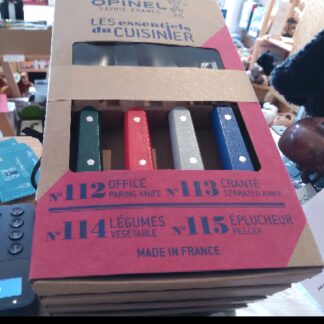 OPINEL
SAVOIE FRANCE
LES essentiels
du CUISINIER
N°112 OFFICE PARING KNIFE N°113 CRANTÉ SERRATED KNIFE
N°114 LÉGUMES VEGETABLE N°115 ÉPLUCHEUR PELLER
MADE IN FRANCE